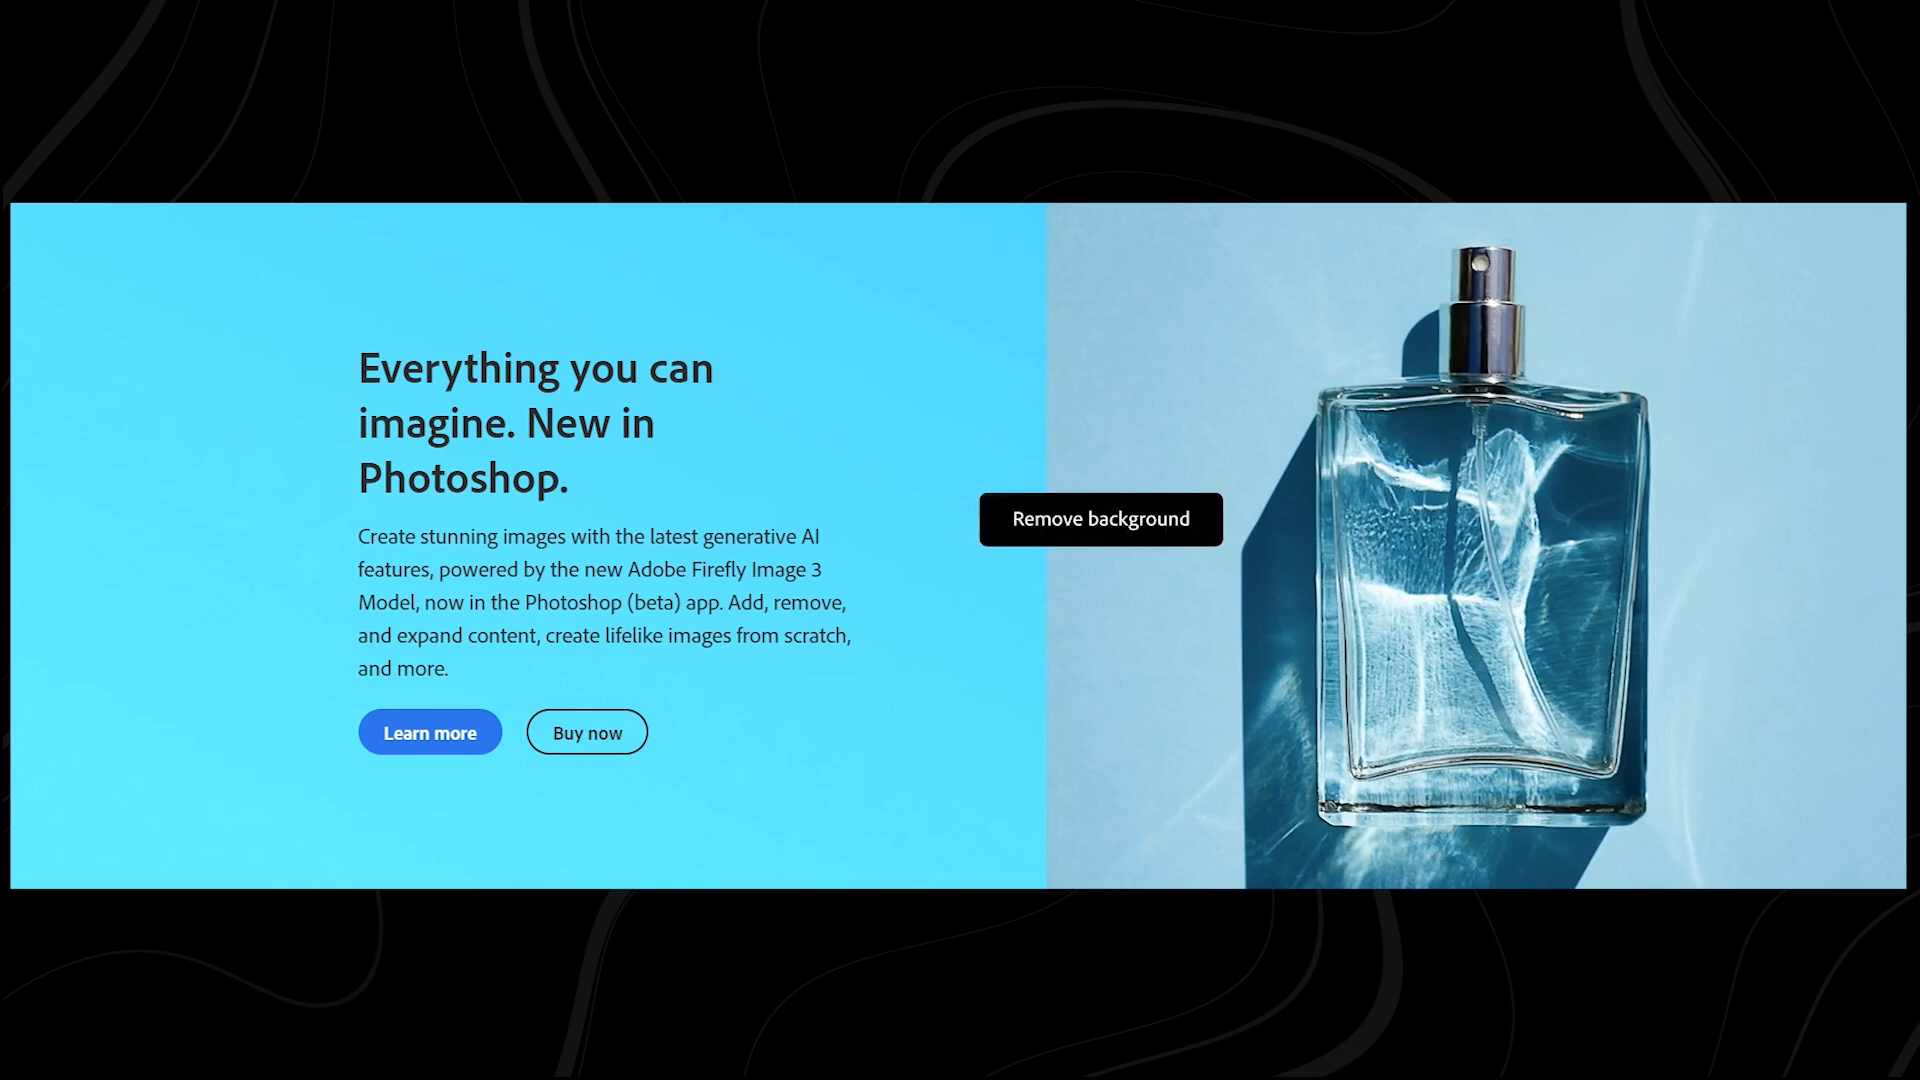 Everything you can
imagine. New in
Photoshop.
Create stunning images with the latest generative AI
features, powered by the new Adobe Firefly Image 3
Model, now in the Photoshop (beta) app. Add, remove,
and expand content, create lifelike images from scratch,
and more.
Learn more
Buy now
Remove background